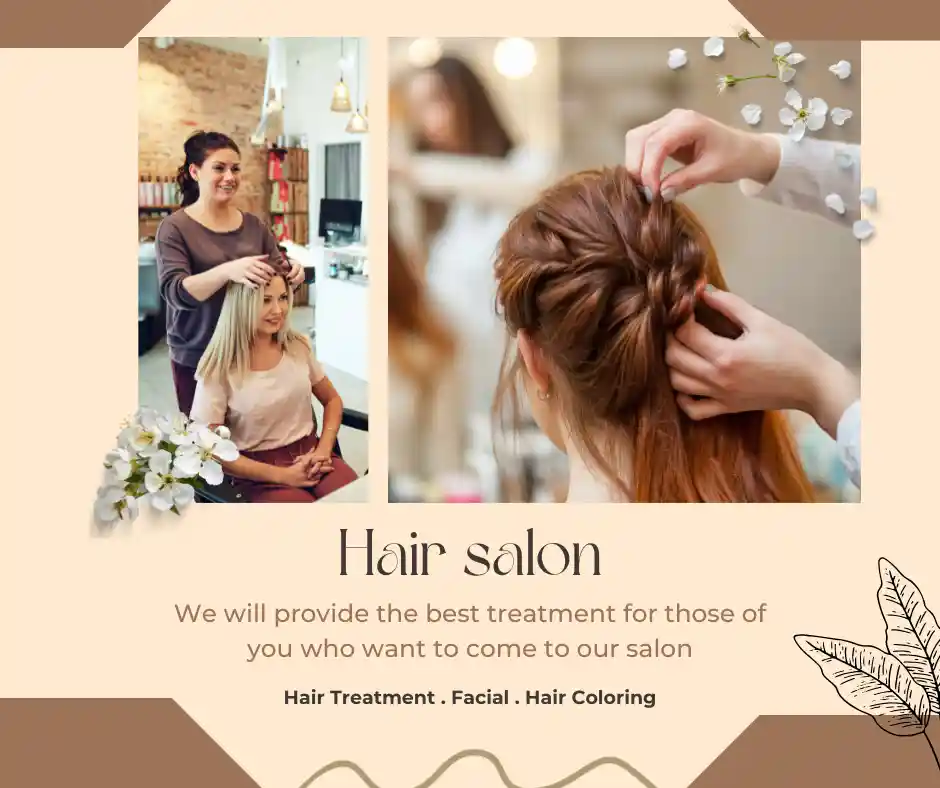 Hair salon
We will provide the best treatment for those of
you who want to come to our salon
Hair Treatment . Facial . Hair Coloring